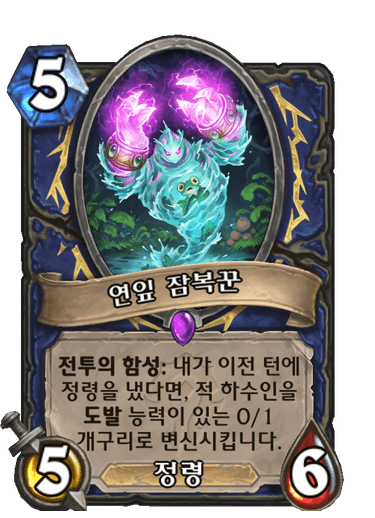 5
연잎 잠복꾼
전투의 함성: 내가 이전 턴에
정령을 냈다면, 적 하수인을
도발 능력이 있는 0/1
개구리로 변신시킵니다.
5
정령
6